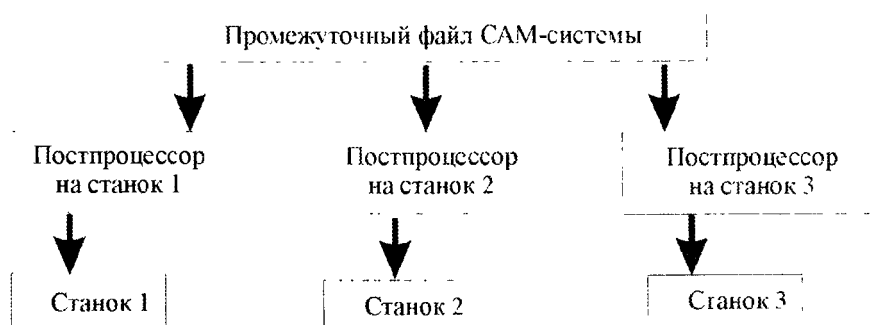 Промежуточный файл САМ-системы
Постпроцессор
на станок 1
Постпроцессор
на станок 2
Постпроцессор
на станок 3
Станок 1
Станок 2
Станок 3